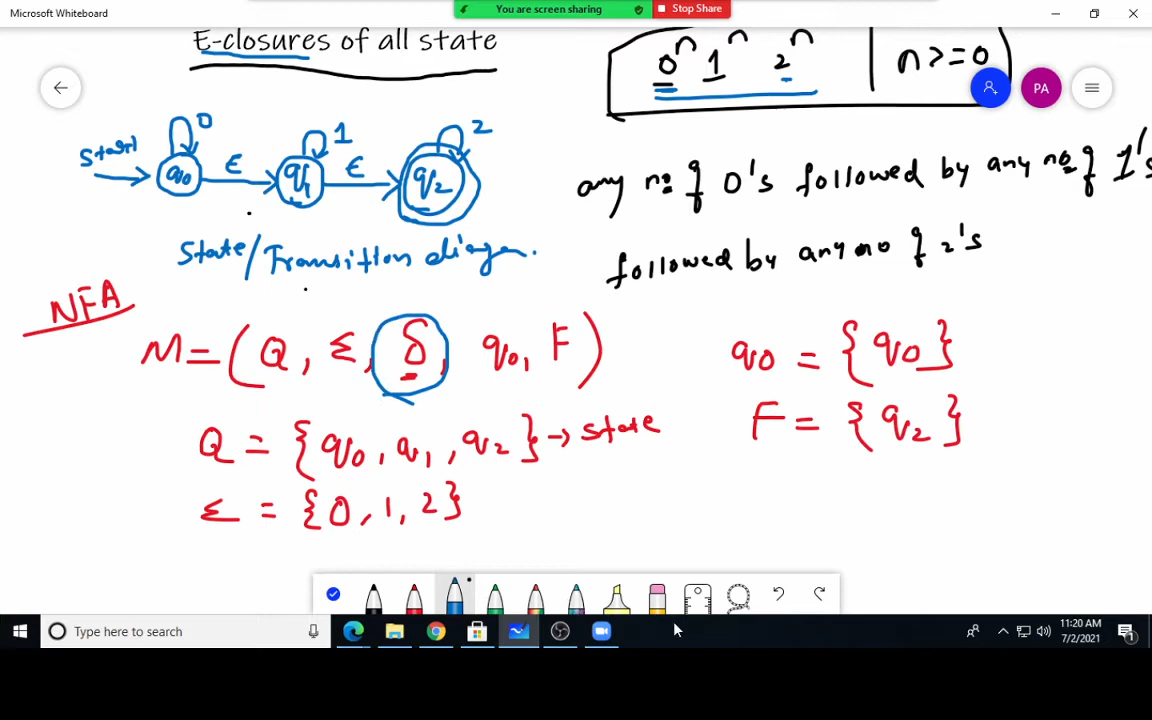 You are screen sharing
Stop Share
Microsoft Whiteboard
E-closures of all state
0ⁿ 1ⁿ 2ⁿ | n >= 0
PA
Start q0 0 ε q1 1 ε q2 2
any no of 0's followed by any no of 1's
followed by any no of 2's
State/Transition diagram.
NFA
M = (Q, Σ, δ, q0, F)
q0 = {q0}
F = {q2}
Q = {q0, q1, q2} → state
Σ = {0, 1, 2}
Type here to search
11:20 AM
7/2/2021
1